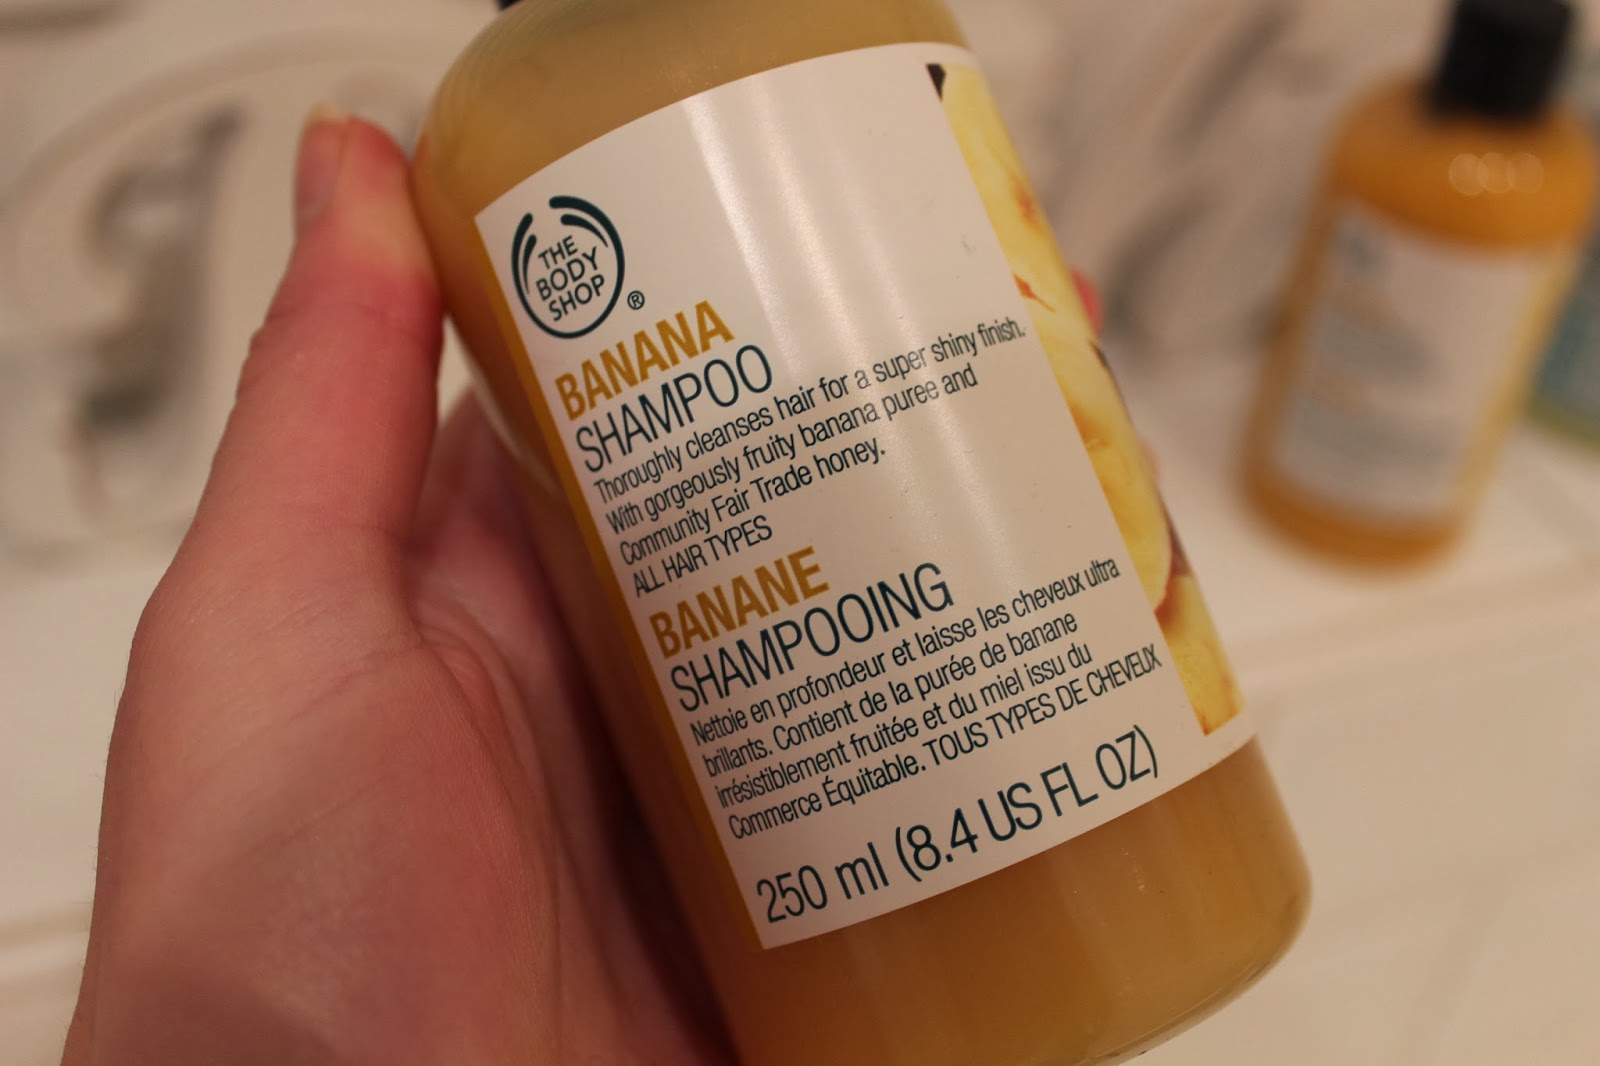 THE
BODY
SHOP
®
BANANA
SHAMPOO
Thoroughly cleanses hair for a super shiny finish.
With gorgeously fruity banana puree and
Community Fair Trade honey.
ALL HAIR TYPES
BANANE
SHAMPOOING
Nettoie en profondeur et laisse les cheveux ultra
brillants. Contient de la purée de banane
irrésistiblement fruitée et du miel issu du
Commerce Équitable. TOUS TYPES DE CHEVEUX
250 ml (8.4 US FL OZ)